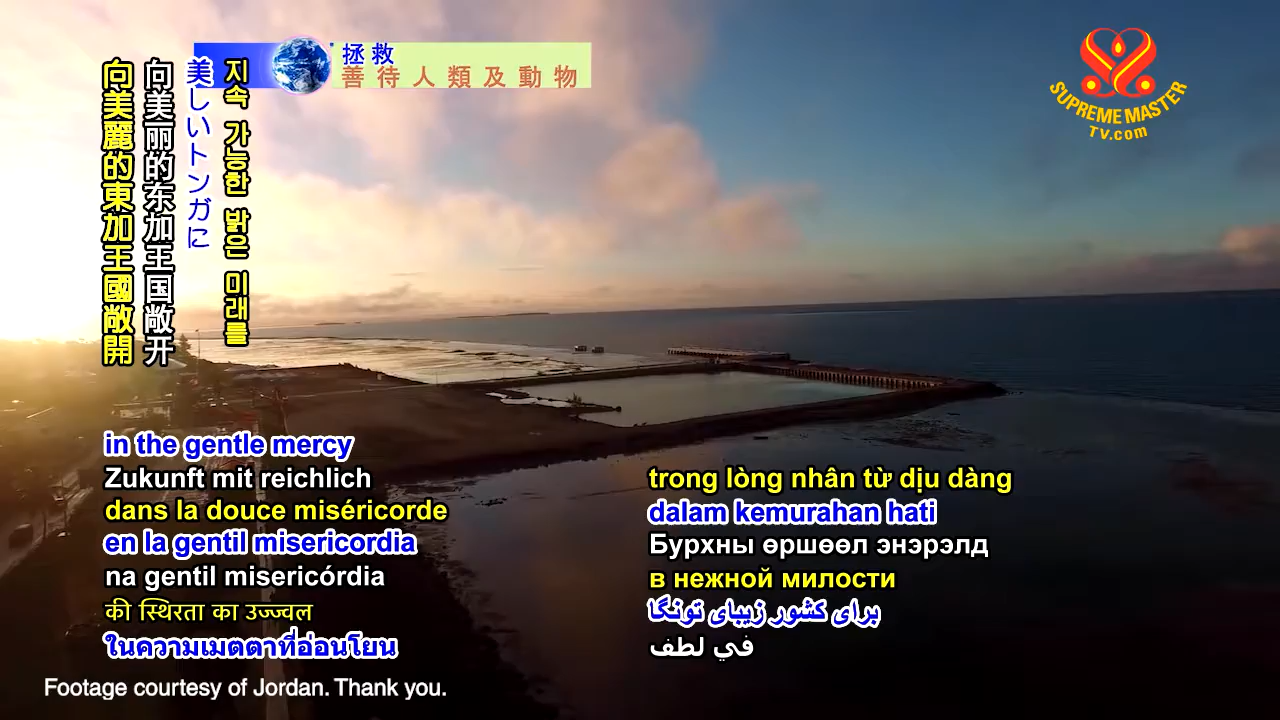 拯救
善待人類及動物
SUPREME MASTER
TV.com
向美麗的東加王國敞開
向美丽的东加王国敞开
美しいトンガに
지속 가능한 밝은 미래를
in the gentle mercy
Zukunft mit reichlich
dans la douce miséricorde
en la gentil misericordia
na gentil misericórdia
की स्थिरता का उज्ज्वल
ในความเมตตาที่อ่อนโยน
trong lòng nhân từ dịu dàng
dalam kemurahan hati
Бурхны өршөөл энэрэлд
в нежной милости
برای کشور زیبای تونگا
في لطف
Footage courtesy of Jordan. Thank you.